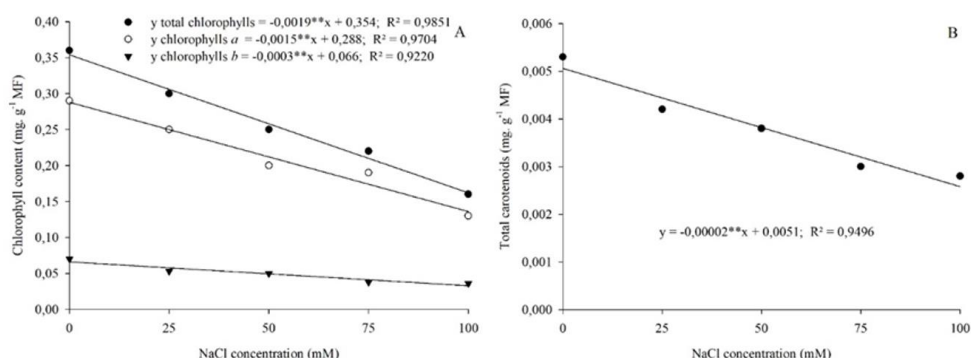 y total chlorophylls = -0,0019**x + 0,354; R² = 0,9851
A
y chlorophylls a = -0,0015**x + 0,288; R² = 0,9704
y chlorophylls b = -0,0003**x + 0,066; R² = 0,9220
Chlorophyll content (mg. g⁻¹ MF)
0,40
0,35
0,30
0,25
0,20
0,15
0,10
0,05
0,00
0 25 50 75 100
NaCl concentration (mM)
B
Total carotenoids (mg. g⁻¹ MF)
0,006
0,005
0,004
0,003
0,002
0,001
0,000
y = -0,00002**x + 0,0051; R² = 0,9496
0 25 50 75 100
NaCl concentration (mM)